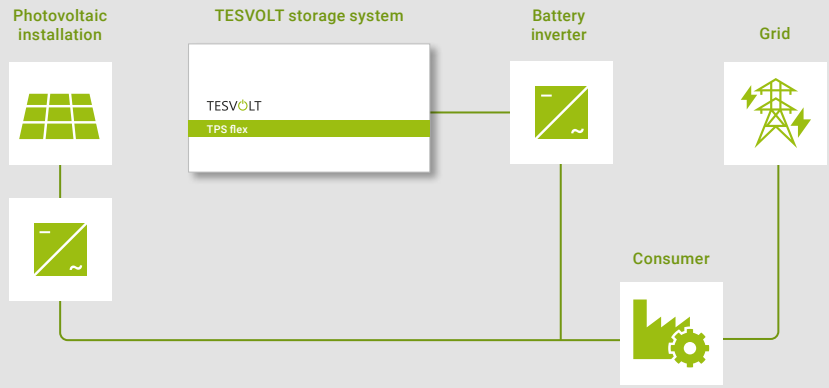 Photovoltaic
installation
TESVOLT storage system
Battery
inverter
Grid
TESVOLT
TPS flex
Consumer